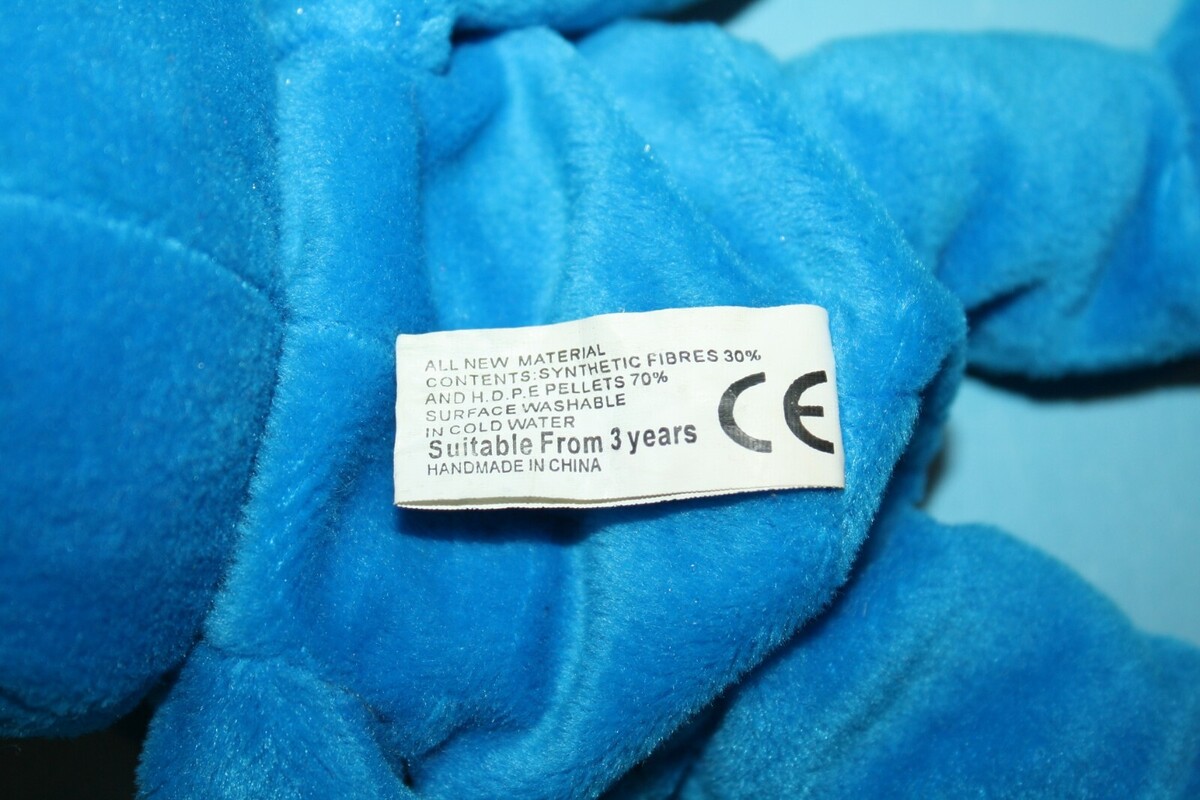 ALL NEW MATERIAL
CONTENTS:SYNTHETIC FIBRES 30%
AND H.D.P.E PELLETS 70%
SURFACE WASHABLE
IN COLD WATER
Suitable From 3 years
HANDMADE IN CHINA
CE